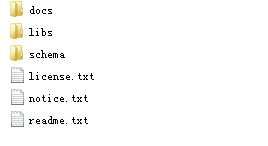 docs
libs
schema
license.txt
notice.txt
readme.txt